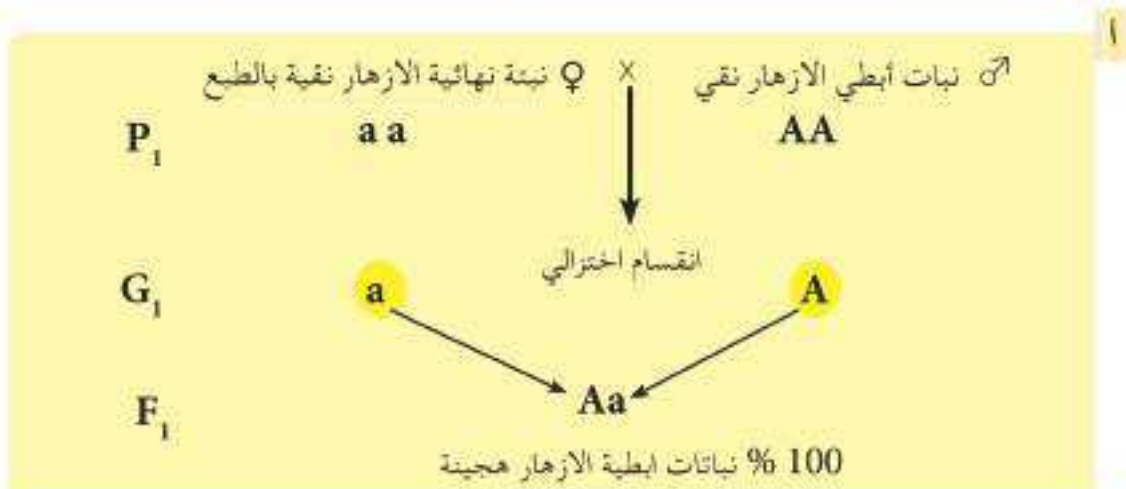 أ
♂ نبات أبطي الازهار نقي X ♀ نبتة نهائية الازهار نقية بالطبع
P1 a a AA
انقسام اختزالي
G1 a A
F1 Aa
100 % نباتات ابطية الازهار هجينة